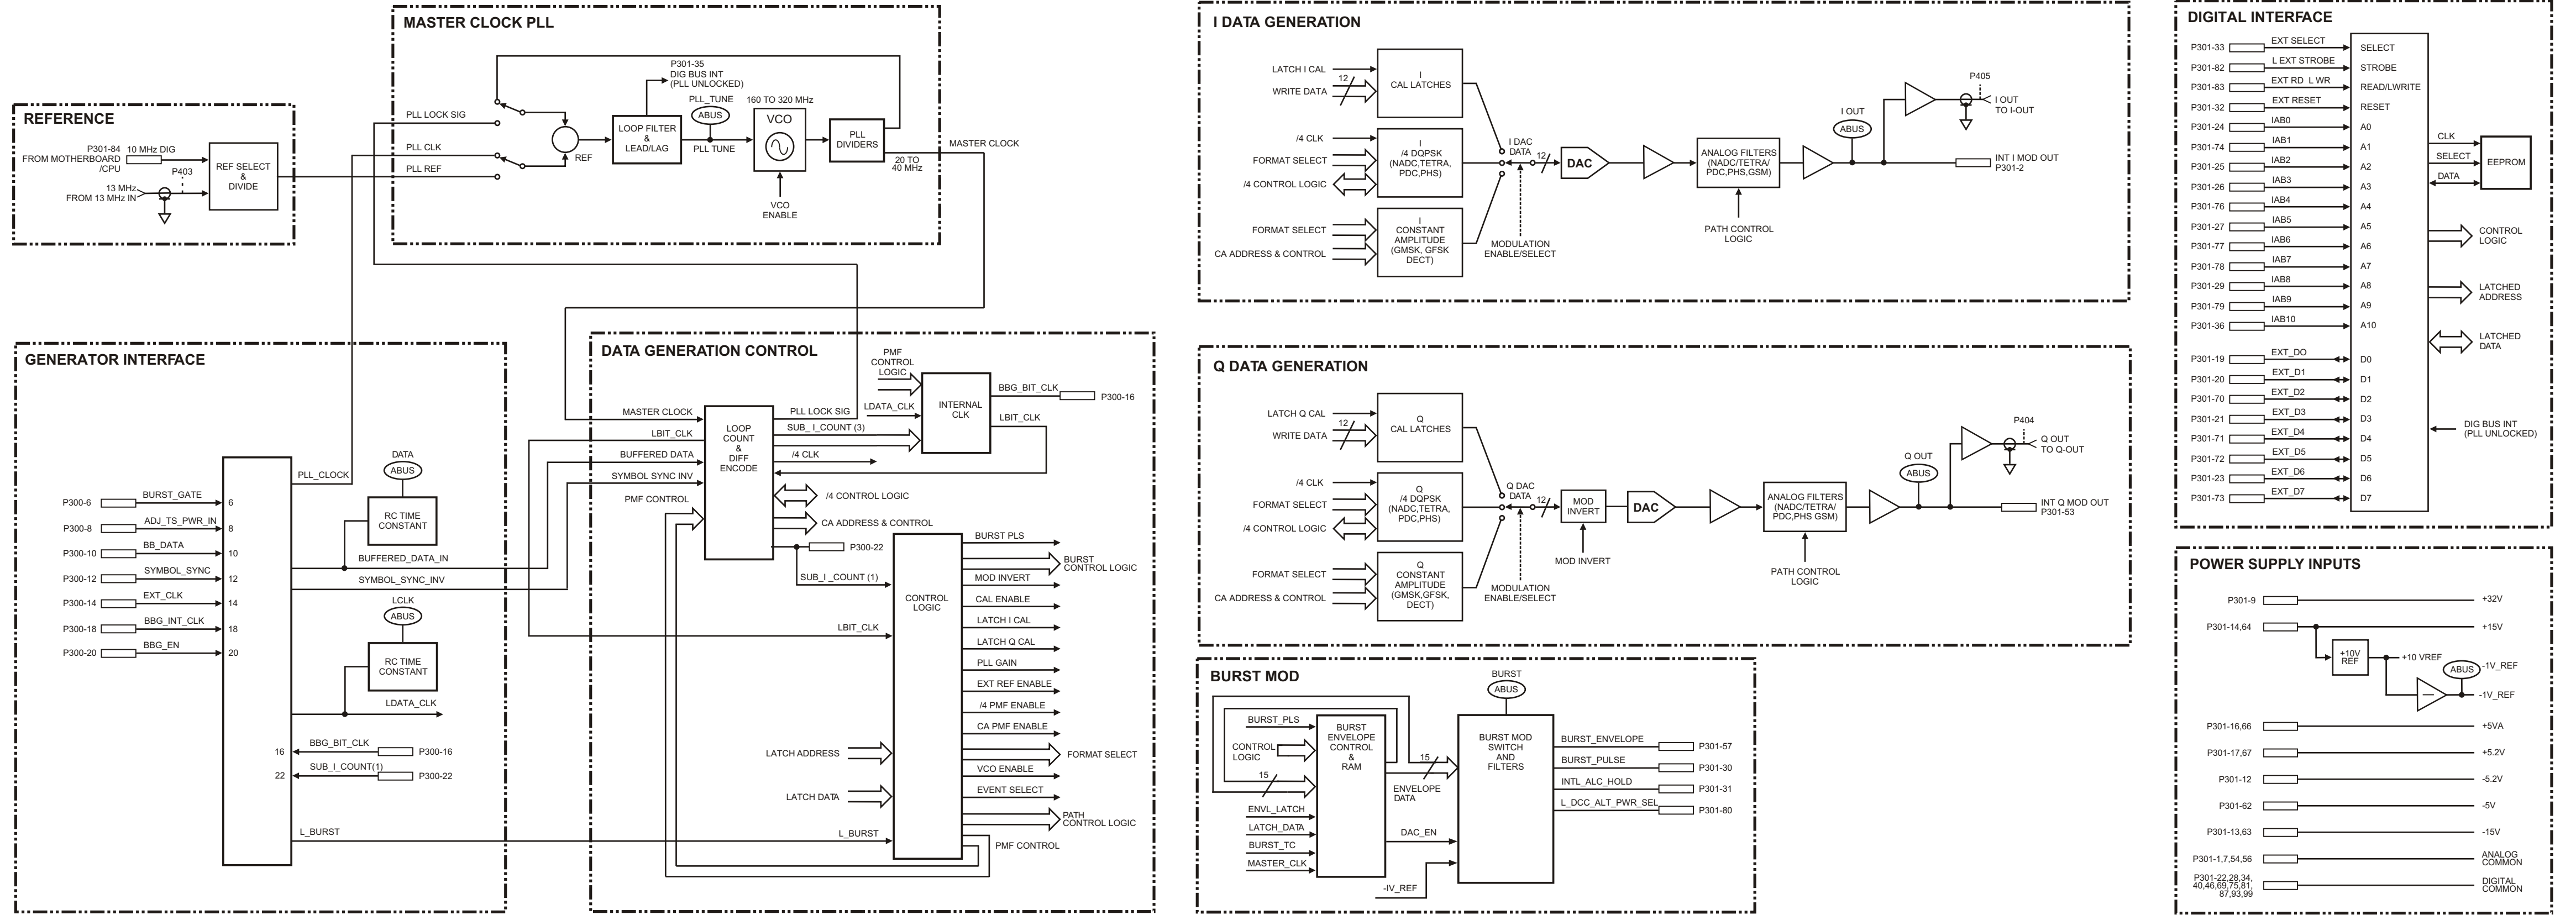 MASTER CLOCK PLL
P301-35
DIG BUS INT
(PLL UNLOCKED)
PLL_TUNE
ABUS
160 TO 320 MHz
VCO
PLL LOCK SIG
LOOP FILTER
&
LEAD/LAG
PLL
DIVIDERS
REF
PLL TUNE
PLL CLK
PLL REF
VCO
ENABLE
20 TO
40 MHz
MASTER CLOCK
REFERENCE
P301-84
FROM MOTHERBOARD
/CPU
10 MHz DIG
P403
13 MHz
FROM 13 MHz IN
REF SELECT
&
DIVIDE
GENERATOR INTERFACE
PLL_CLOCK
DATA
ABUS
RC TIME
CONSTANT
P300-6
BURST_GATE
6
P300-8
ADJ_TS_PWR_IN
8
P300-10
BB_DATA
10
P300-12
SYMBOL_SYNC
12
P300-14
EXT_CLK
14
P300-18
BBG_INT_CLK
18
P300-20
BBG_EN
20
BUFFERED_DATA_IN
SYMBOL_SYNC_INV
LCLK
ABUS
RC TIME
CONSTANT
LDATA_CLK
16
BBG_BIT_CLK
P300-16
22
SUB_I_COUNT(1)
P300-22
L_BURST
DATA GENERATION CONTROL
PMF
CONTROL
LOGIC
LDATA_CLK
INTERNAL
CLK
BBG_BIT_CLK
P300-16
LBIT_CLK
MASTER CLOCK
LBIT_CLK
BUFFERED DATA
SYMBOL SYNC INV
PMF CONTROL
LOOP
COUNT
&
DIFF
ENCODE
PLL LOCK SIG
SUB_ I_COUNT (3)
/4 CLK
/4 CONTROL LOGIC
CA ADDRESS & CONTROL
P300-22
SUB_I _COUNT (1)
LBIT_CLK
LATCH ADDRESS
LATCH DATA
L_BURST
CONTROL
LOGIC
BURST PLS
BURST
CONTROL LOGIC
MOD INVERT
CAL ENABLE
LATCH I CAL
LATCH Q CAL
PLL GAIN
EXT REF ENABLE
/4 PMF ENABLE
CA PMF ENABLE
FORMAT SELECT
VCO ENABLE
EVENT SELECT
PATH
CONTROL LOGIC
PMF CONTROL
I DATA GENERATION
LATCH I CAL
12
WRITE DATA
I
CAL LATCHES
/4 CLK
FORMAT SELECT
/4 CONTROL LOGIC
I
/4 DQPSK
(NADC,TETRA,
PDC,PHS)
FORMAT SELECT
CA ADDRESS & CONTROL
I
CONSTANT
AMPLITUDE
(GMSK, GFSK
DECT)
I DAC
DATA
12
MODULATION
ENABLE/SELECT
DAC
ANALOG FILTERS
(NADC/TETRA/
PDC,PHS,GSM)
PATH CONTROL
LOGIC
I OUT
ABUS
P405
I OUT
TO I-OUT
INT I MOD OUT
P301-2
Q DATA GENERATION
LATCH Q CAL
12
WRITE DATA
Q
CAL LATCHES
/4 CLK
FORMAT SELECT
/4 CONTROL LOGIC
Q
/4 DQPSK
(NADC,TETRA,
PDC,PHS)
FORMAT SELECT
CA ADDRESS & CONTROL
Q
CONSTANT
AMPLITUDE
(GMSK,GFSK,
DECT)
Q DAC
DATA
12
MODULATION
ENABLE/SELECT
MOD
INVERT
MOD INVERT
DAC
ANALOG FILTERS
(NADC/TETRA/
PDC,PHS GSM)
PATH CONTROL
LOGIC
Q OUT
ABUS
P404
Q OUT
TO Q-OUT
INT Q MOD OUT
P301-53
BURST MOD
BURST_PLS
CONTROL
LOGIC
15
ENVL_LATCH
LATCH_DATA
BURST_TC
MASTER_CLK
BURST
ENVELOPE
CONTROL
&
RAM
15
ENVELOPE
DATA
DAC_EN
-IV_REF
BURST
ABUS
BURST MOD
SWITCH
AND
FILTERS
BURST_ENVELOPE
P301-57
BURST_PULSE
P301-30
INTL_ALC_HOLD
P301-31
L_DCC_ALT_PWR_SEL
P301-80
DIGITAL INTERFACE
P301-33
EXT SELECT
SELECT
P301-82
L EXT STROBE
STROBE
P301-83
EXT RD L WR
READ/LWRITE
P301-32
EXT RESET
RESET
P301-24
IAB0
A0
P301-74
IAB1
A1
P301-25
IAB2
A2
P301-26
IAB3
A3
P301-76
IAB4
A4
P301-27
IAB5
A5
P301-77
IAB6
A6
P301-78
IAB7
A7
P301-29
IAB8
A8
P301-79
IAB9
A9
P301-36
IAB10
A10
P301-19
EXT_DO
D0
P301-20
EXT_D1
D1
P301-70
EXT_D2
D2
P301-21
EXT_D3
D3
P301-71
EXT_D4
D4
P301-72
EXT_D5
D5
P301-23
EXT_D6
D6
P301-73
EXT_D7
D7
CLK
SELECT
DATA
EEPROM
CONTROL
LOGIC
LATCHED
ADDRESS
LATCHED
DATA
DIG BUS INT
(PLL UNLOCKED)
POWER SUPPLY INPUTS
P301-9
+32V
P301-14,64
+15V
+10V
REF
+10 VREF
ABUS
-1V_REF
-1V_REF
P301-16,66
+5VA
P301-17,67
+5.2V
P301-12
-5.2V
P301-62
-5V
P301-13,63
-15V
P301-1,7,54,56
ANALOG
COMMON
P301-22,28,34,
40,46,69,75,81,
87,93,99
DIGITAL
COMMON